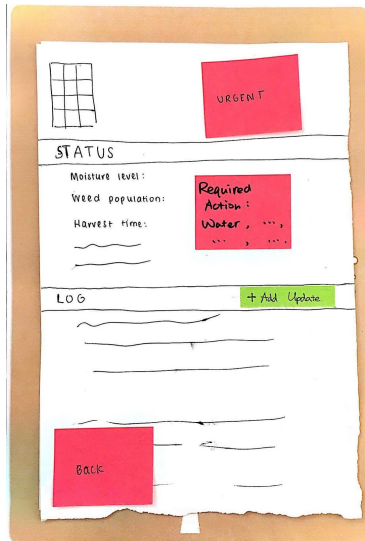 URGENT
STATUS
Moisture level:
Weed population:
Harvest time:
Required
Action:
Water, ...,
... , ....
LOG
+ Add Update
Back